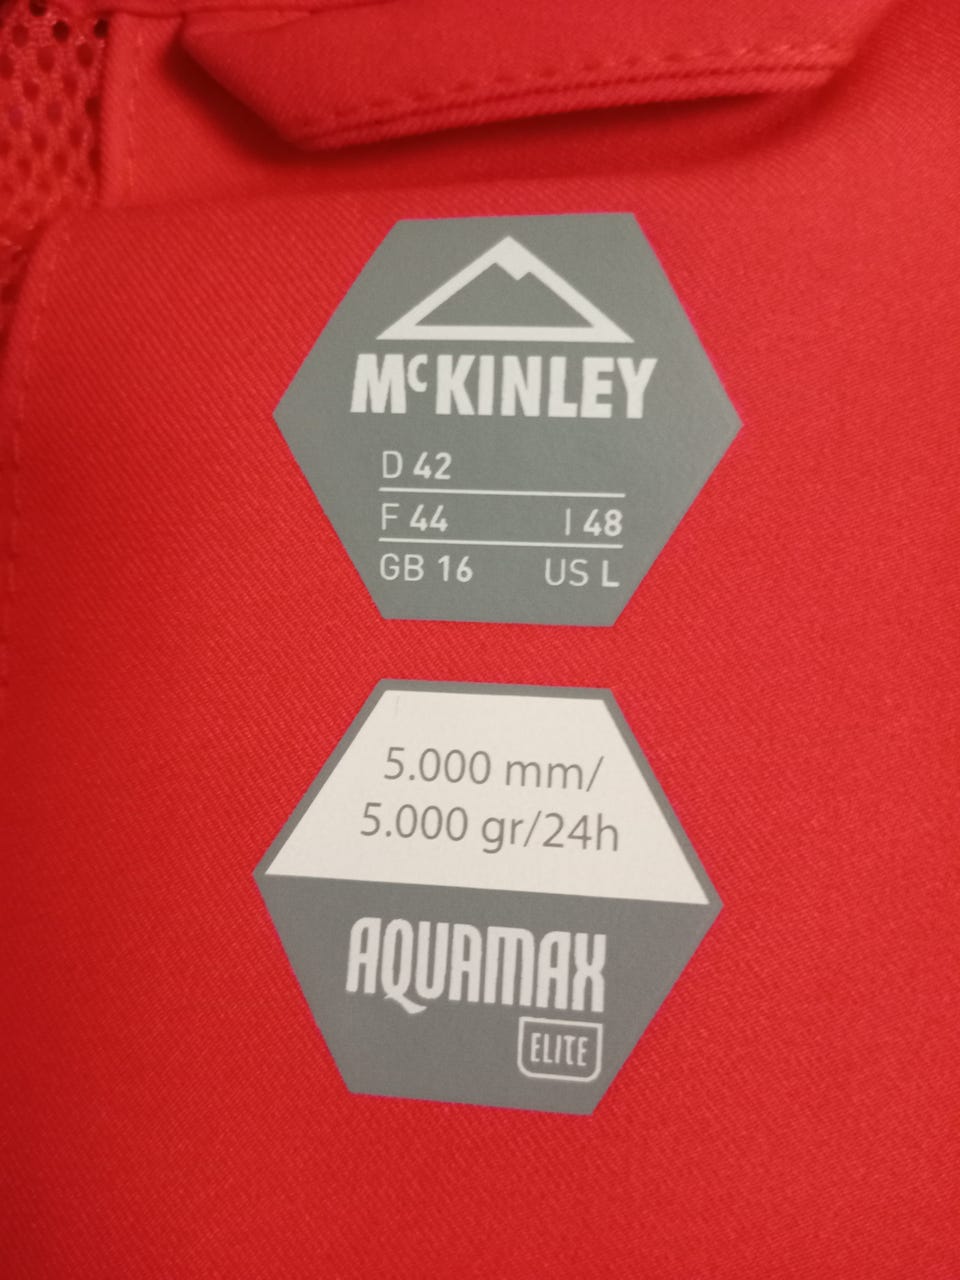 McKINLEY
D 42
F 44 I 48
GB 16 US L
5.000 mm/
5.000 gr/24h
AQUAMAX
ELITE